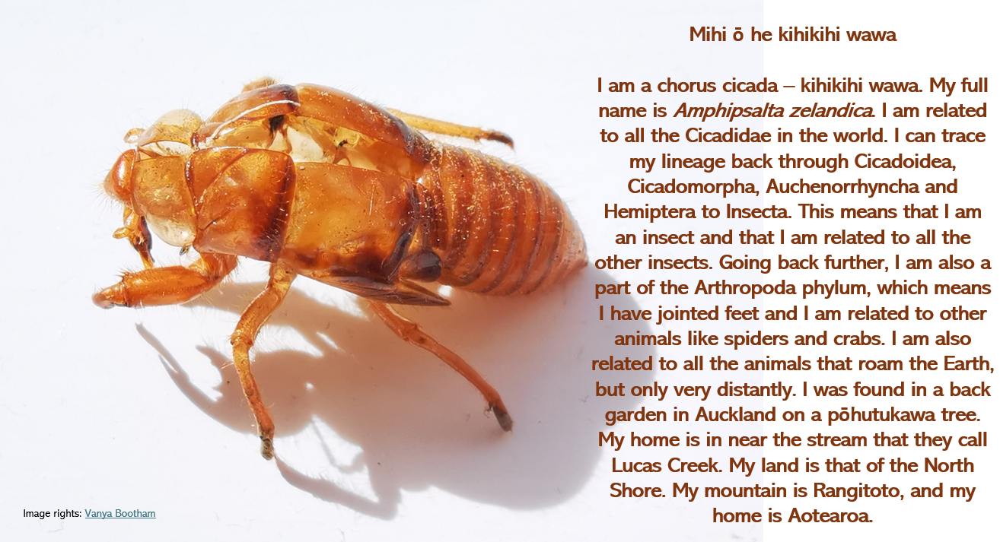 Mihi ō he kihikihi wawa
I am a chorus cicada – kihikihi wawa. My full
name is Amphipsalta zelandica. I am related
to all the Cicadidae in the world. I can trace
my lineage back through Cicadoidea,
Cicadomorpha, Auchenorrhyncha and
Hemiptera to Insecta. This means that I am
an insect and that I am related to all the
other insects. Going back further, I am also a
part of the Arthropoda phylum, which means
I have jointed feet and I am related to other
animals like spiders and crabs. I am also
related to all the animals that roam the Earth,
but only very distantly. I was found in a back
garden in Auckland on a pōhutukawa tree.
My home is in near the stream that they call
Lucas Creek. My land is that of the North
Shore. My mountain is Rangitoto, and my
home is Aotearoa.
Image rights: Vanya Bootham